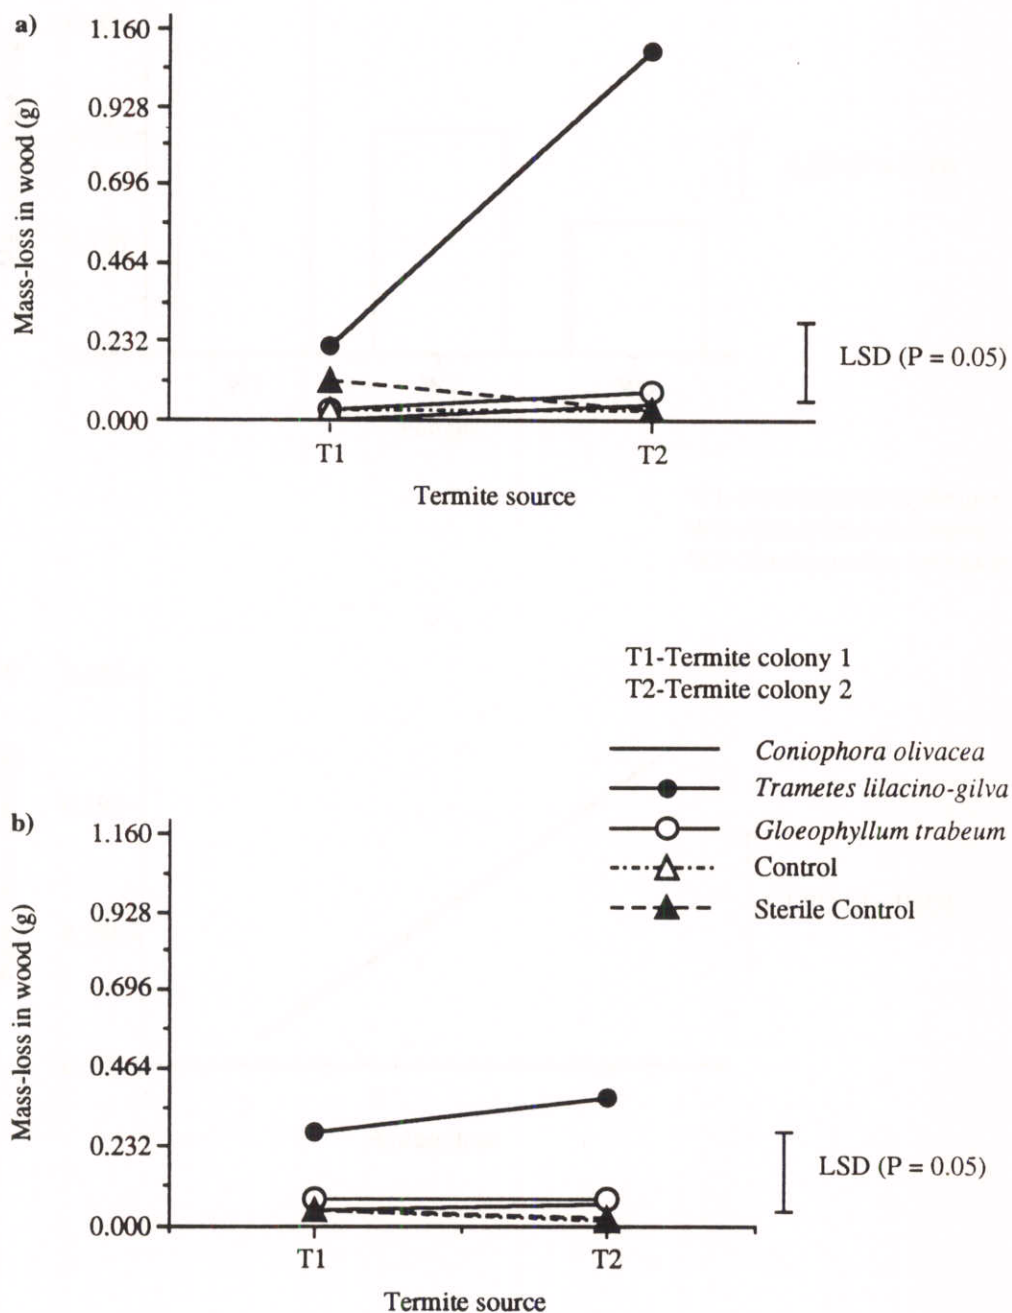 a)
1.160
0.928
0.696
0.464
0.232
0.000
Mass-loss in wood (g)
LSD (P = 0.05)
T1 T2
Termite source
T1-Termite colony 1
T2-Termite colony 2
Coniophora olivacea
Trametes lilacino-gilva
Gloeophyllum trabeum
Control
Sterile Control
b)
1.160
0.928
0.696
0.464
0.232
0.000
Mass-loss in wood (g)
LSD (P = 0.05)
T1 T2
Termite source